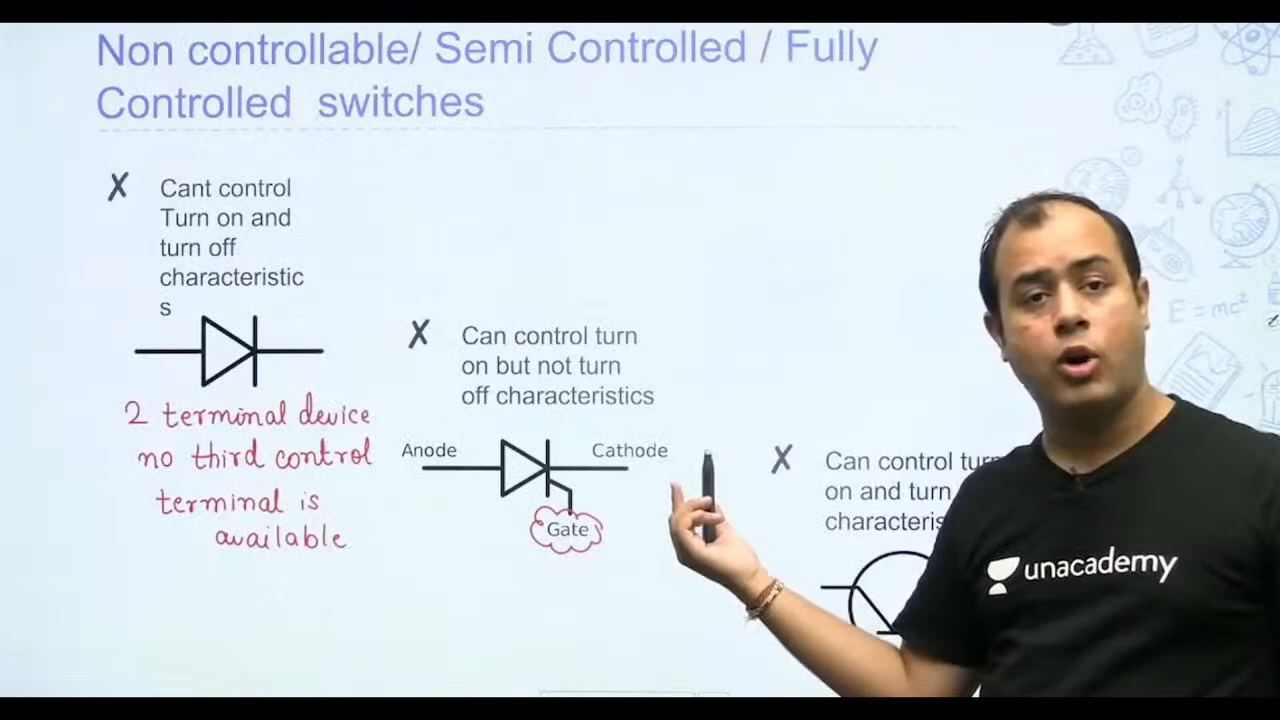 Non controllable/ Semi Controlled / Fully
Controlled switches
✗ Cant control
Turn on and
turn off
characteristic
s
2 terminal device
no third control
terminal is
available
✗ Can control turn
on but not turn
off characteristics
Anode
Cathode
Gate
✗ Can control turn
on and turn
E = mc²
unacademy